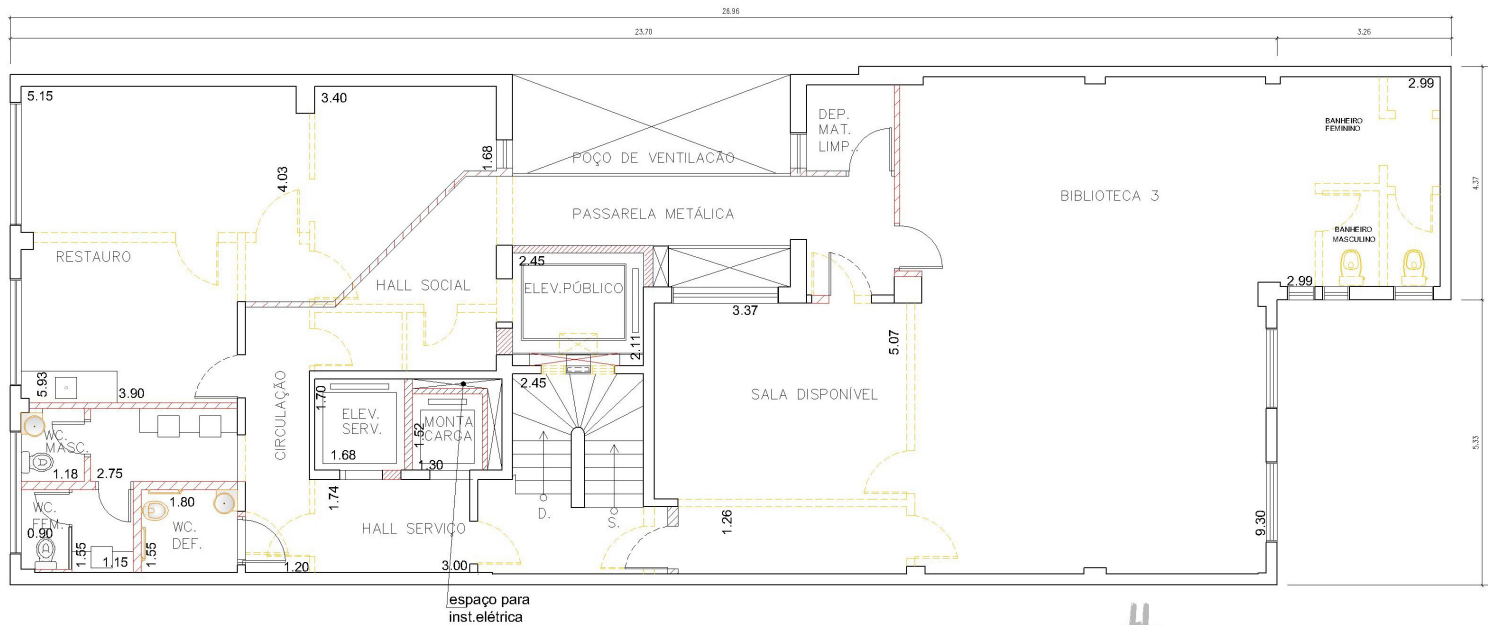 26.96
23.70
3.26
5.15
3.40
2.99
DEP.
MAT.
LIMP.
BANHEIRO
FEMININO
1.68
POÇO DE VENTILACÃO
4.03
4.37
BIBLIOTECA 3
PASSARELA METÁLICA
BANHEIRO
MASCULINO
RESTAURO
2.45
HALL SOCIAL
ELEV.PÚBLICO
2.99
3.37
2.11
5.07
5.93
3.90
2.45
1.70
SALA DISPONÍVEL
CIRCULAÇÃO
ELEV.
SERV.
MONTA
CARGA
1.52
WC.
MASC.
1.18
2.75
1.68
1.30
5.33
1.74
1.80
WC.
FEM.
0.90
WC.
DEF.
HALL SERVIÇO
D.
S.
1.26
9.30
1.55
1.15
1.55
1.20
3.00
espaço para
inst.elétrica